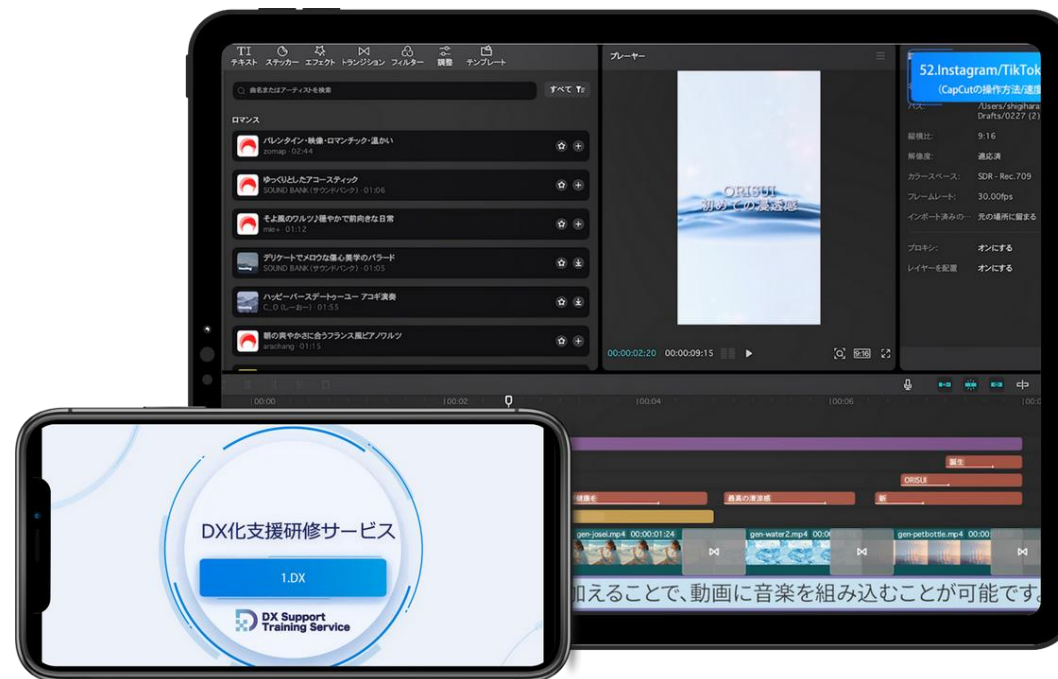 TI
テキスト ステッカー エフェクト トランジション フィルター 調整 テンプレート
曲名またはアーティストを検索 すべて
ロマンス
バレンタイン・映像・ロマンチック・温かい
zomap・02:44
ゆっくりとしたアコースティック
SOUND BANK (サウンドバンク)・01:06
そよ風のワルツ♪穏やかで前向きな日常
mie+ 01:12
デリケートでメロウな傷心美学のバラード
SOUND BANK (サウンドバンク)・01:05
ハッピーバースデートゥーユー アコギ演奏
C_O (しーおー)・01:55
朝の爽やかさに合うフランス風ピアノワルツ
arachang・01:15
プレーヤー
ORISUI
初めての浸透感
00:00:02:20 00:00:09:15
9:16
52.Instagram/TikTok
(CapCutの操作方法/速度
パス: /Users/shigihara
Drafts/0227 (2)
縦横比: 9:16
解像度: 適応済
カラースペース: SDR - Rec.709
フレームレート: 30.00fps
インポート済みの… 元の場所に留まる
プロキシ: オンにする
レイヤーを配置 オンにする
00:00 00:02 00:04 00:06
誕生
ORISUI
健康を 最高の清涼感 新
gen-josei.mp4 00:00:01:24 gen-water2.mp4 gen-petbottle.mp4
加えることで、動画に音楽を組み込むことが可能です。
DX化支援研修サービス
1.DX
DX Support
Training Service